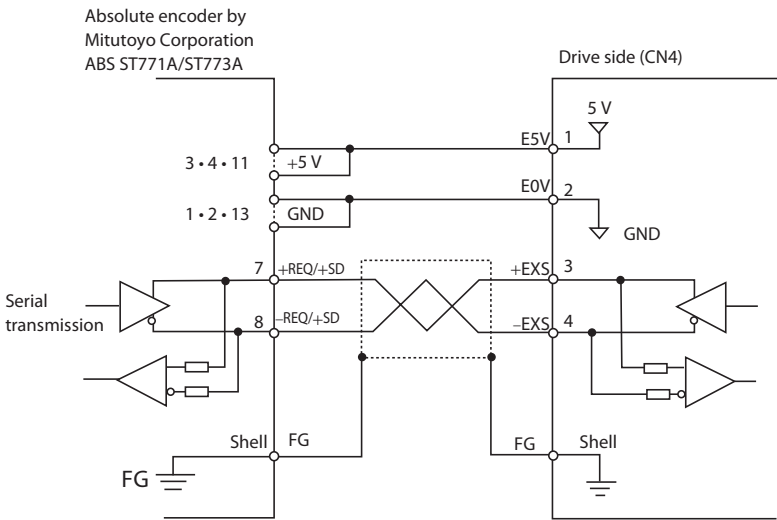 Absolute encoder by
Mitutoyo Corporation
ABS ST771A/ST773A
Drive side (CN4)
5 V
E5V 1
3 • 4 • 11 +5 V
E0V 2
1 • 2 • 13 GND
GND
7 +REQ/+SD
+EXS 3
Serial
transmission
8 –REQ/+SD
–EXS 4
Shell FG
FG Shell
FG